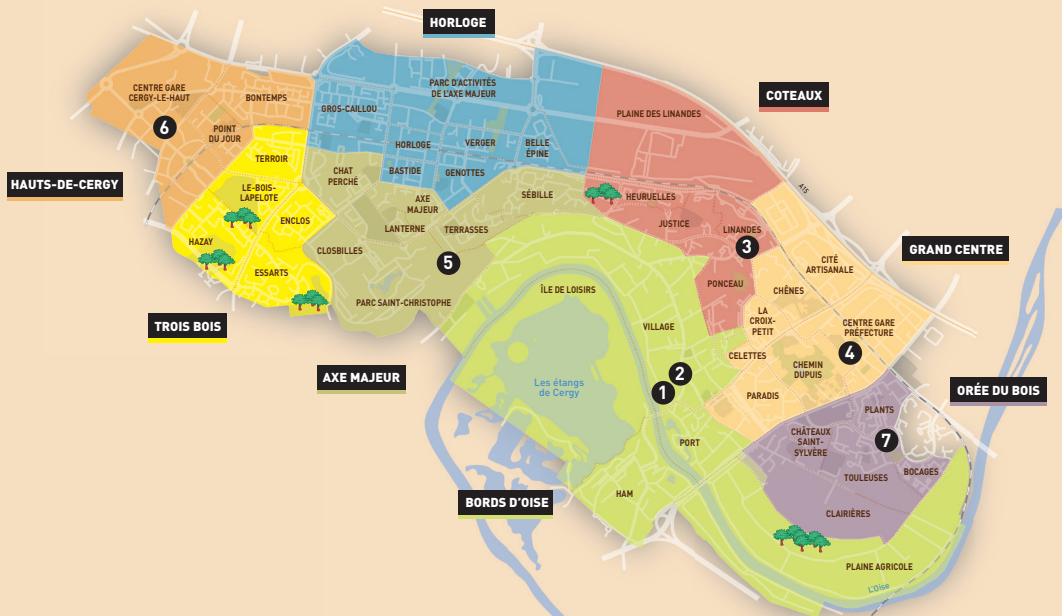 HORLOGE
COTEAUX
HAUTS-DE-CERGY
GRAND CENTRE
TROIS BOIS
AXE MAJEUR
ORÉE DU BOIS
BORDS D'OISE
CENTRE GARE
CERGY-LE-HAUT
BONTEMPS
6
POINT
DU JOUR
TERROIR
LE-BOIS-
LAPELOTE
ENCLOS
HAZAY
ESSARTS
GROS-CAILLOU
PARC D'ACTIVITÉS
DE L'AXE MAJEUR
HORLOGE
VERGER
BELLE
ÉPINE
BASTIDE
GENOTTES
CHAT
PERCHÉ
AXE
MAJEUR
SÉBILLE
LANTERNE
TERRASSES
CLOSBILLES
5
PARC SAINT-CHRISTOPHE
PLAINE DES LINANDES
HEURUELLES
JUSTICE
LINANDES
3
PONCEAU
A15
CITÉ
ARTISANALE
CHÊNES
LA
CROIX-
PETIT
CENTRE GARE
PRÉFECTURE
4
CELETTES
CHEMIN
DUPUIS
PARADIS
ÎLE DE LOISIRS
VILLAGE
Les étangs
de Cergy
2
1
PORT
HAM
PLANTS
CHÂTEAUX
SAINT-
SYLVÈRE
7
BOCAGES
TOULEUSES
CLAIRIÈRES
PLAINE AGRICOLE
L'Oise